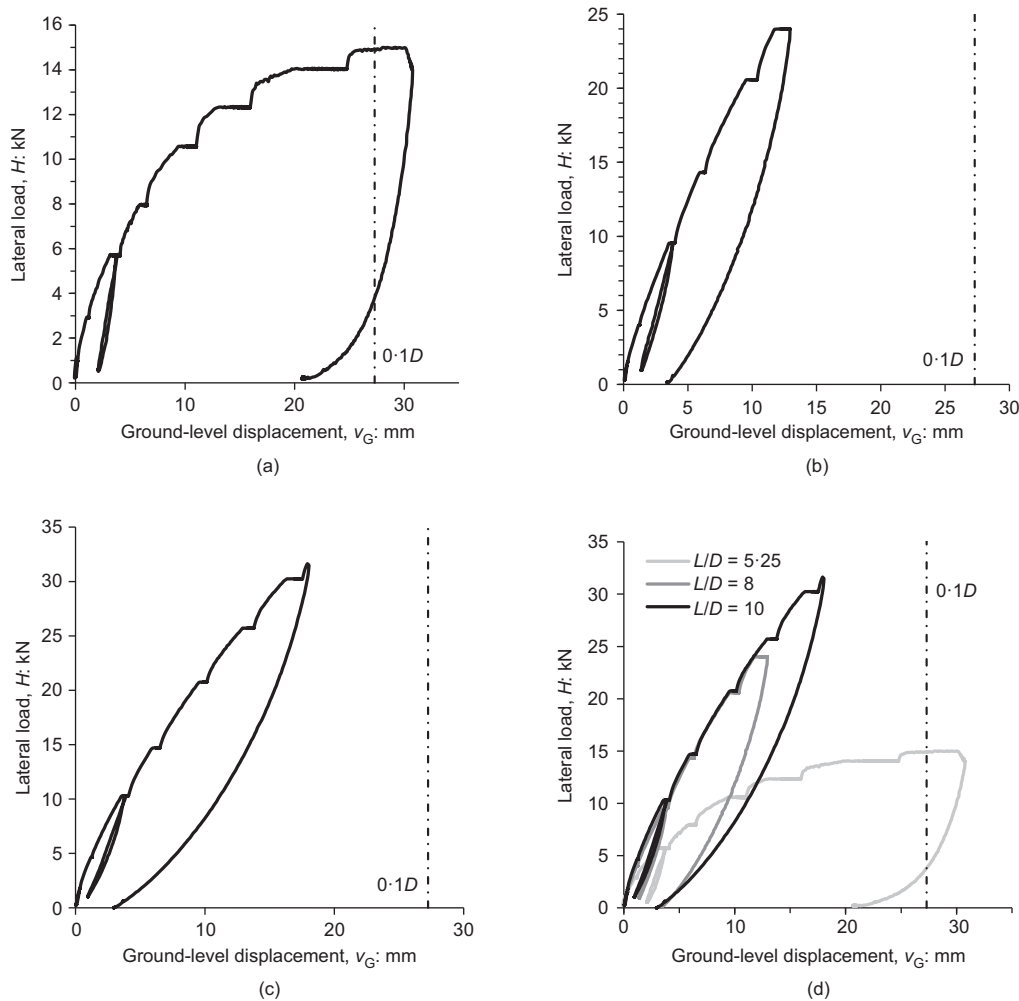 16
14
12
10
8
6
4
2
0
Lateral load, H: kN
0·1D
0 10 20 30
Ground-level displacement, vG: mm
(a)
25
20
15
10
5
0
Lateral load, H: kN
0·1D
0 5 10 15 20 25 30
Ground-level displacement, vG: mm
(b)
35
30
25
20
15
10
5
0
Lateral load, H: kN
0·1D
0 10 20 30
Ground-level displacement, vG: mm
(c)
35
30
25
20
15
10
5
0
Lateral load, H: kN
L/D = 5·25
L/D = 8
L/D = 10
0·1D
0 10 20 30
Ground-level displacement, vG: mm
(d)